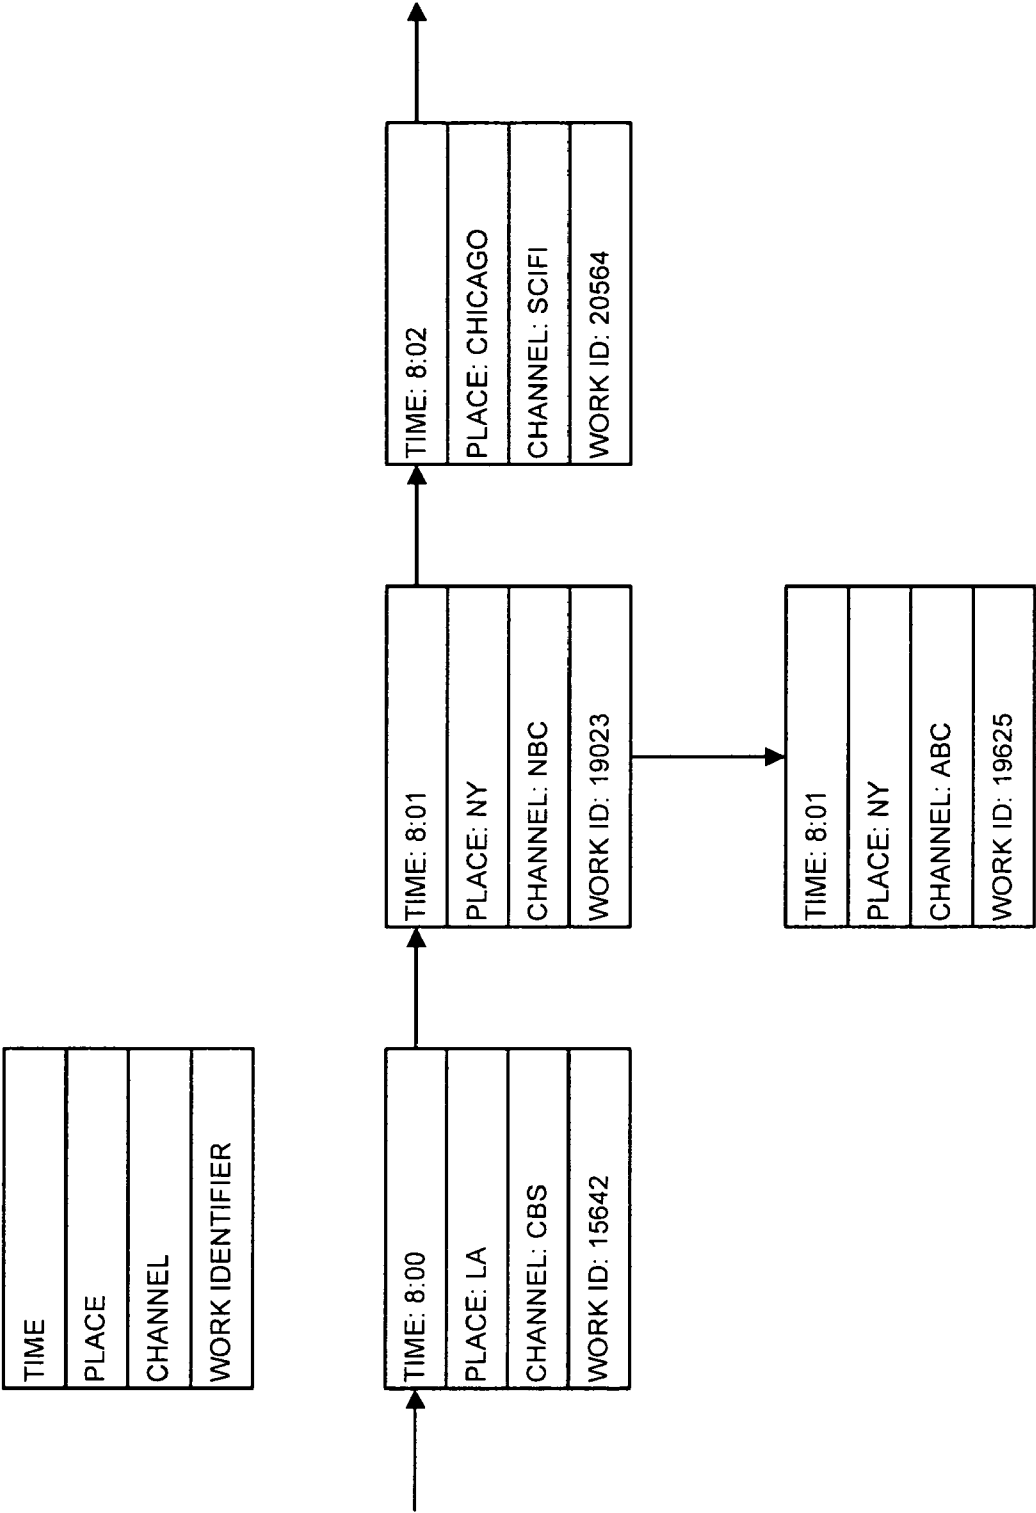 TIME
PLACE
CHANNEL
WORK IDENTIFIER
TIME: 8:00
PLACE: LA
CHANNEL: CBS
WORK ID: 15642
TIME: 8:01
PLACE: NY
CHANNEL: NBC
WORK ID: 19023
TIME: 8:02
PLACE: CHICAGO
CHANNEL: SCIFI
WORK ID: 20564
TIME: 8:01
PLACE: NY
CHANNEL: ABC
WORK ID: 19625